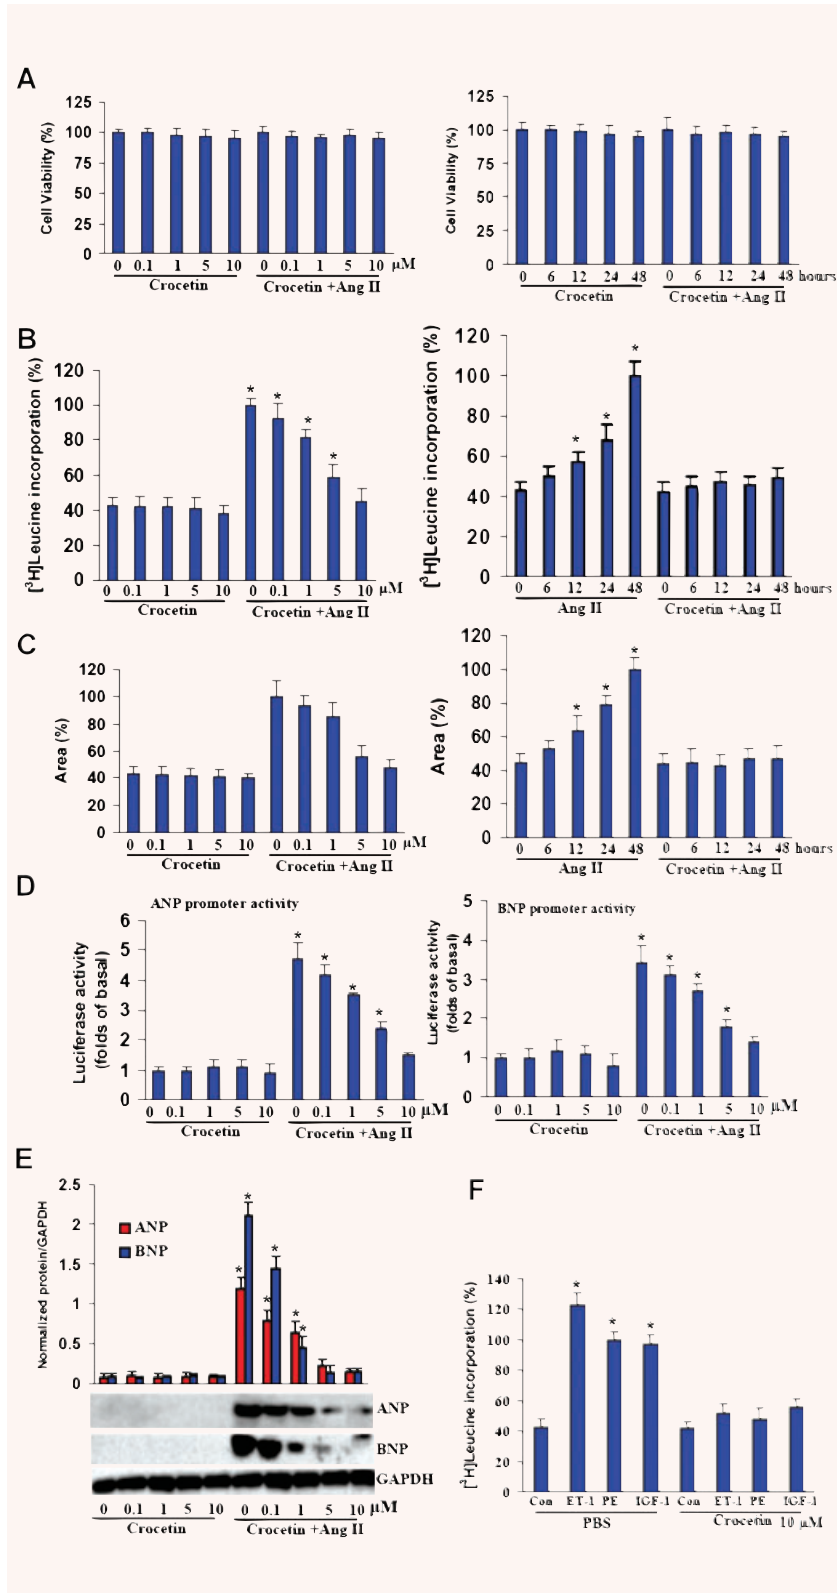 A
Cell Viability (%)
125
100
75
50
25
0
0 0.1 1 5 10 0 0.1 1 5 10 µM
Crocetin Crocetin +Ang II
Cell Viability (%)
125
100
75
50
25
0
0 6 12 24 48 0 6 12 24 48 hours
Crocetin Crocetin +Ang II
B
[³H]Leucine incorporation (%)
120
100
80
60
40
20
0
* * * *
0 0.1 1 5 10 0 0.1 1 5 10 µM
Crocetin Crocetin +Ang II
[³H]Leucine incorporation (%)
120
100
80
60
40
20
0
* * *
0 6 12 24 48 0 6 12 24 48 hours
Ang II Crocetin +Ang II
C
Area (%)
120
100
80
60
40
20
0
0 0.1 1 5 10 0 0.1 1 5 10 µM
Crocetin Crocetin +Ang II
Area (%)
120
100
80
60
40
20
0
* * *
0 6 12 24 48 0 6 12 24 48 hours
Ang II Crocetin +Ang II
D
ANP promoter activity
Luciferase activity
(folds of basal)
6
5
4
3
2
1
0
* * * *
0 0.1 1 5 10 0 0.1 1 5 10 µM
Crocetin Crocetin +Ang II
BNP promoter activity
Luciferase activity
(folds of basal)
5
4
3
2
1
0
* * * *
0 0.1 1 5 10 0 0.1 1 5 10 µM
Crocetin Crocetin +Ang II
E
Normalized protein/GAPDH
2.5
2
1.5
1
0.5
0
ANP
BNP
* * * * * *
ANP
BNP
GAPDH
0 0.1 1 5 10 0 0.1 1 5 10 µM
Crocetin Crocetin +Ang II
F
[³H]Leucine incorporation (%)
140
120
100
80
60
40
20
0
* * *
Con ET-1 PE IGF-1 Con ET-1 PE IGF-1
PBS Crocetin 10 µM